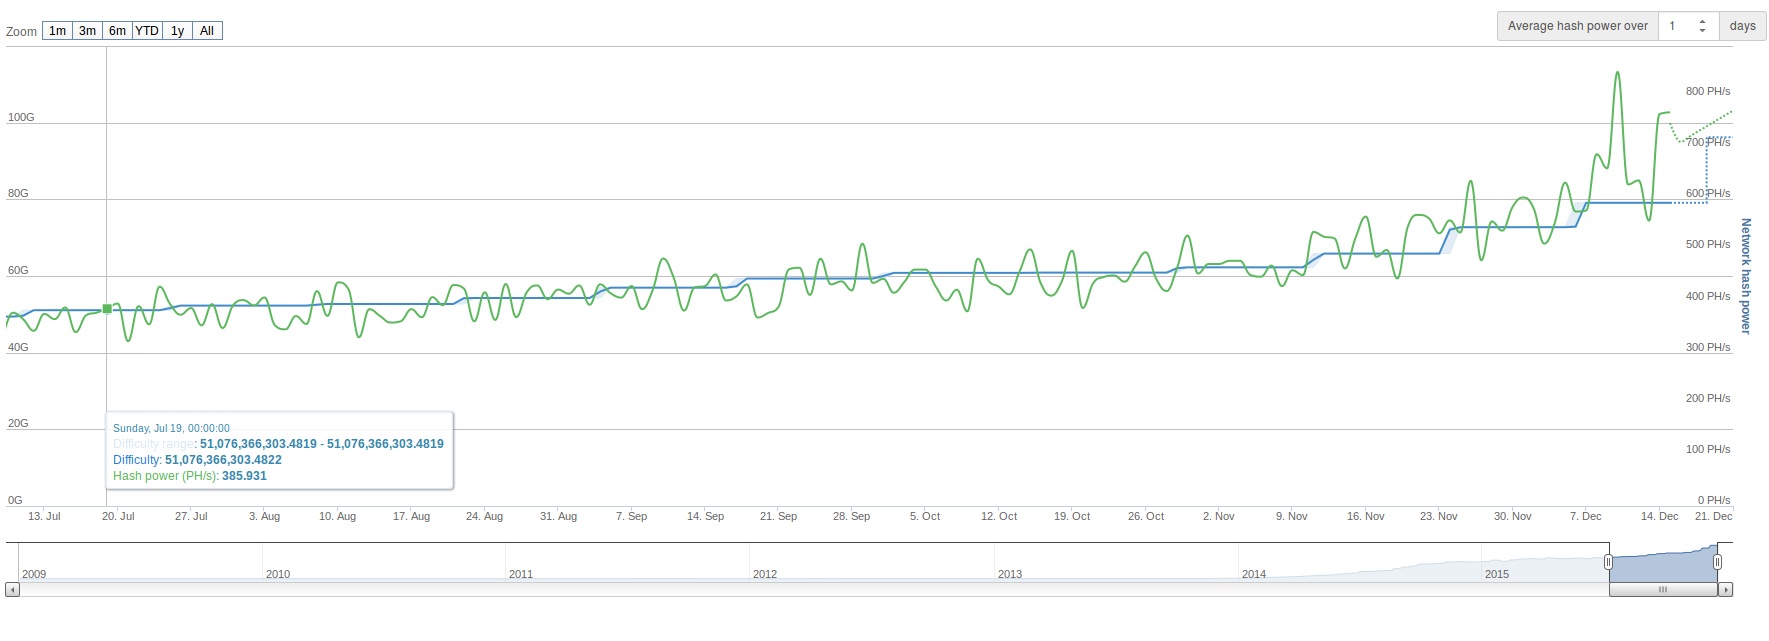 Zoom 1m 3m 6m YTD 1y All
Average hash power over 1 days
800 PH/s
100G
700 PH/s
80G
600 PH/s
Network hash power
500 PH/s
60G
400 PH/s
40G
300 PH/s
200 PH/s
20G
100 PH/s
0G
0 PH/s
Sunday, Jul 19, 00:00:00
Difficulty range: 51,076,366,303.4819 - 51,076,366,303.4819
Difficulty: 51,076,366,303.4822
Hash power (PH/s): 385.931
13. Jul 20. Jul 27. Jul 3. Aug 10. Aug 17. Aug 24. Aug 31. Aug 7. Sep 14. Sep 21. Sep 28. Sep 5. Oct 12. Oct 19. Oct 26. Oct 2. Nov 9. Nov 16. Nov 23. Nov 30. Nov 7. Dec 14. Dec 21. Dec
2009 2010 2011 2012 2013 2014 2015